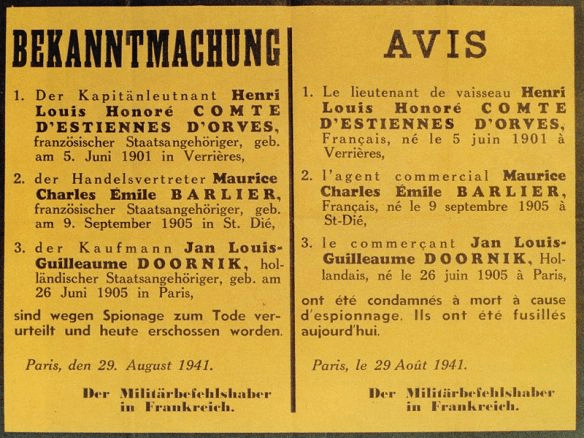 BEKANNTMACHUNG
1. Der Kapitänleutnant Henri
Louis Honoré COMTE
D'ESTIENNES D'ORVES,
französischer Staatsangehöriger, geb.
am 5. Juni 1901 in Verrières,
2. der Handelsvertreter Maurice
Charles Émile BARLIER,
französischer Staatsangehöriger, geb.
am 9. September 1905 in St. Dié,
3. der Kaufmann Jan Louis-
Guilleaume DOORNIK, hol-
ländischer Staatsangehöriger, geb. am
26 Juni 1905 in Paris,
sind wegen Spionage zum Tode ver-
urteilt und heute erschossen worden.
Paris, den 29. August 1941.
Der Militärbefehlshaber
in Frankreich.
AVIS
1. Le lieutenant de vaisseau Henri
Louis Honoré COMTE
D'ESTIENNES D'ORVES,
Français, né le 5 juin 1901 à
Verrières,
2. l'agent commercial Maurice
Charles Émile BARLIER,
Français, né le 9 septembre 1905 à
St-Dié,
3. le commerçant Jan Louis-
Guilleaume DOORNIK, Hol-
landais, né le 26 juin 1905 à Paris,
ont été condamnés à mort à cause
d'espionnage. Ils ont été fusillés
aujourd'hui.
Paris, le 29 Août 1941.
Der Militärbefehlshaber
in Frankreich.